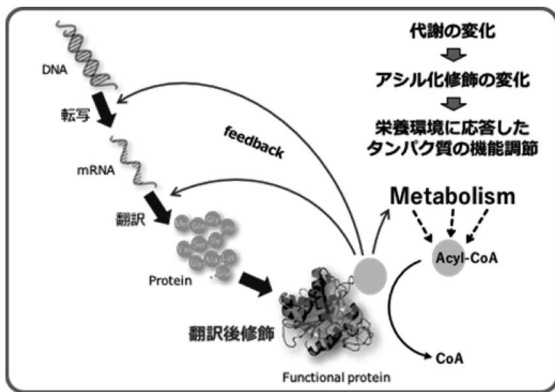 代謝の変化
アシル化修飾の変化
栄養環境に応答した
タンパク質の機能調節
DNA
転写
mRNA
feedback
翻訳
Metabolism
Acyl-CoA
Protein
翻訳後修飾
CoA
Functional protein